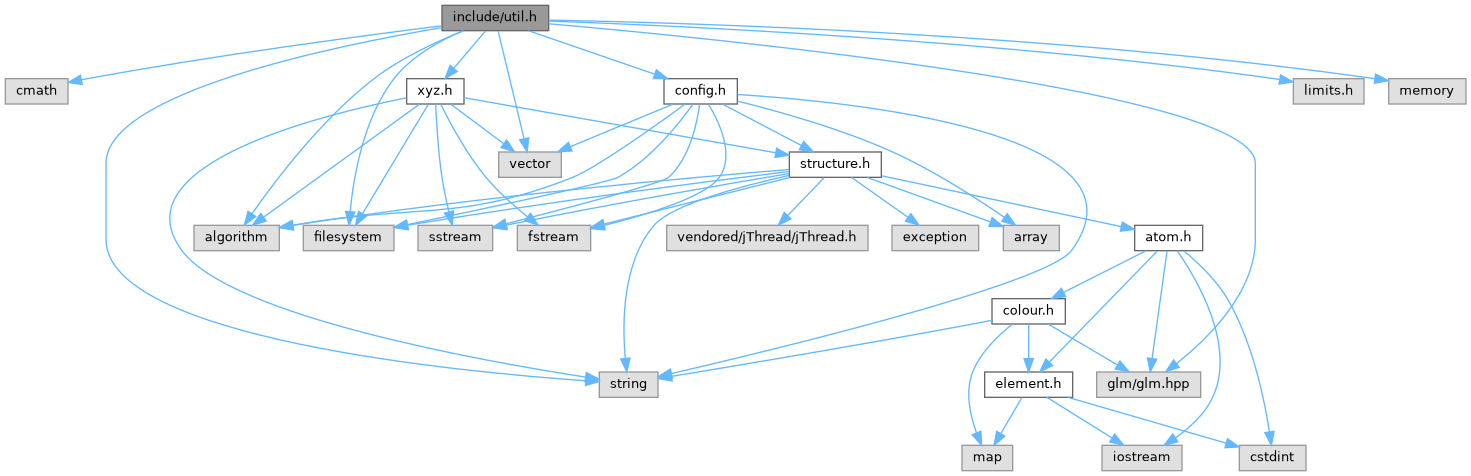 include/util.h
cmath
xyz.h
config.h
limits.h
memory
vector
structure.h
algorithm
filesystem
sstream
fstream
vendored/jThread/jThread.h
exception
array
atom.h
colour.h
string
element.h
glm/glm.hpp
map
iostream
cstdint